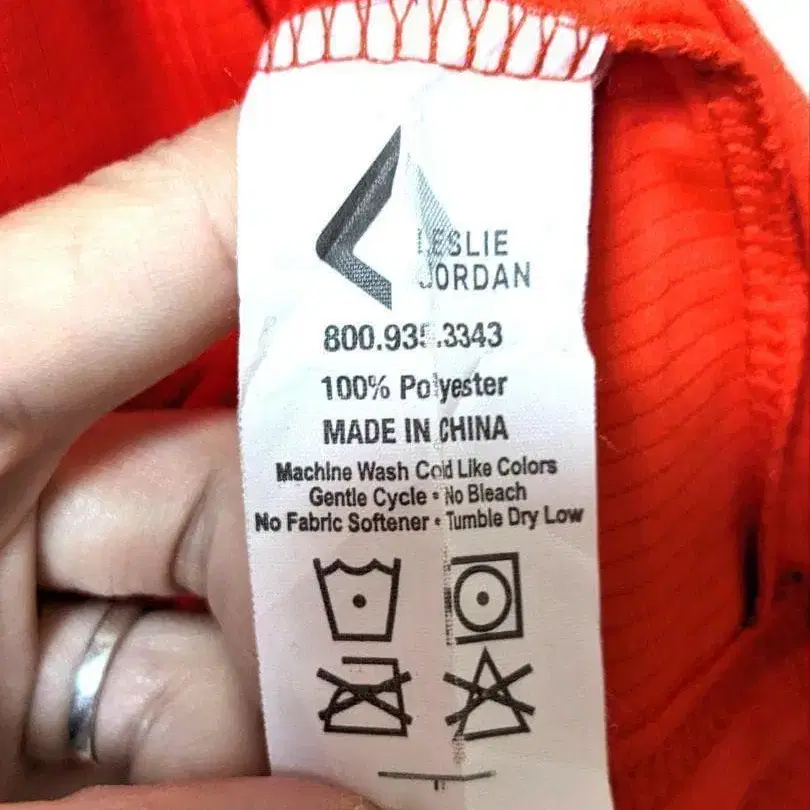 LESLIE
JORDAN
800.935.3343
100% Polyester
MADE IN CHINA
Machine Wash Cold Like Colors
Gentle Cycle • No Bleach
No Fabric Softener • Tumble Dry Low